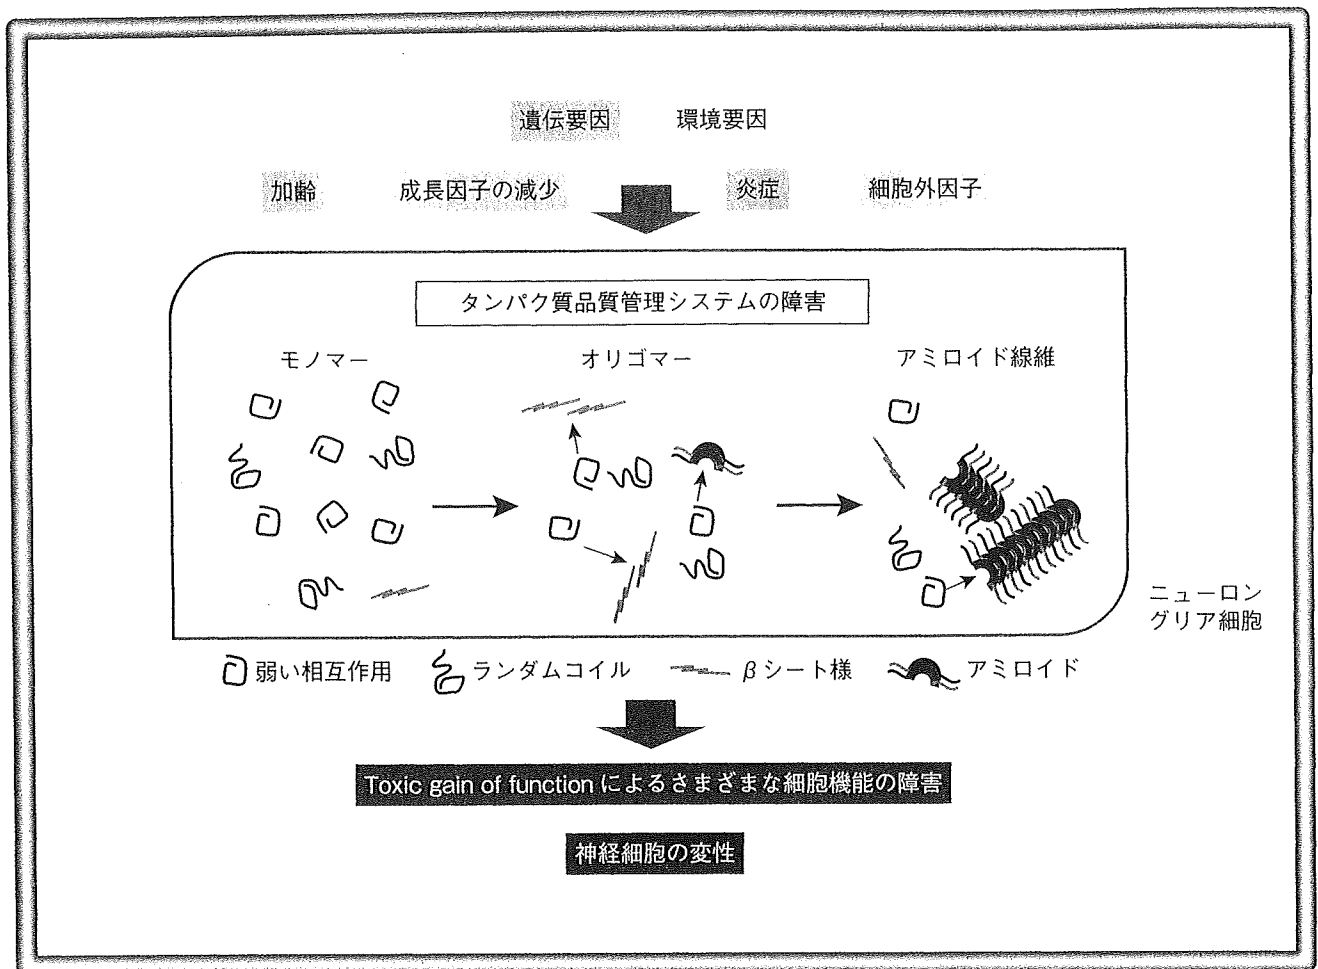 遺伝要因 環境要因
加齢 成長因子の減少 炎症 細胞外因子
タンパク質品質管理システムの障害
モノマー オリゴマー アミロイド線維
ニューロン
グリア細胞
弱い相互作用 ランダムコイル βシート様 アミロイド
Toxic gain of function によるさまざまな細胞機能の障害
神経細胞の変性